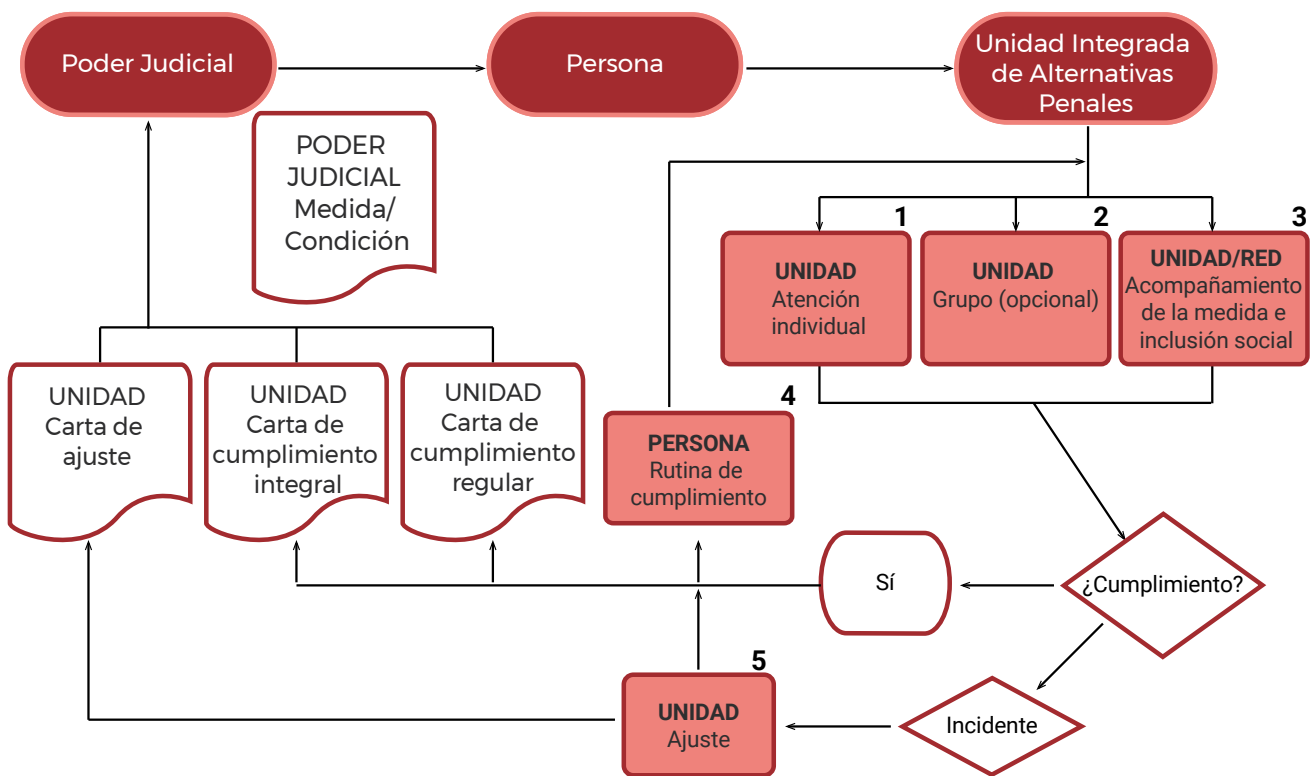 Poder Judicial
Persona
Unidad Integrada
de Alternativas
Penales
PODER
JUDICIAL
Medida/
Condición
1
UNIDAD
Atención
individual
2
UNIDAD
Grupo (opcional)
3
UNIDAD/RED
Acompañamiento
de la medida e
inclusión social
UNIDAD
Carta de
ajuste
UNIDAD
Carta de
cumplimiento
integral
UNIDAD
Carta de
cumplimiento
regular
4
PERSONA
Rutina de
cumplimiento
Sí
¿Cumplimiento?
5
UNIDAD
Ajuste
Incidente